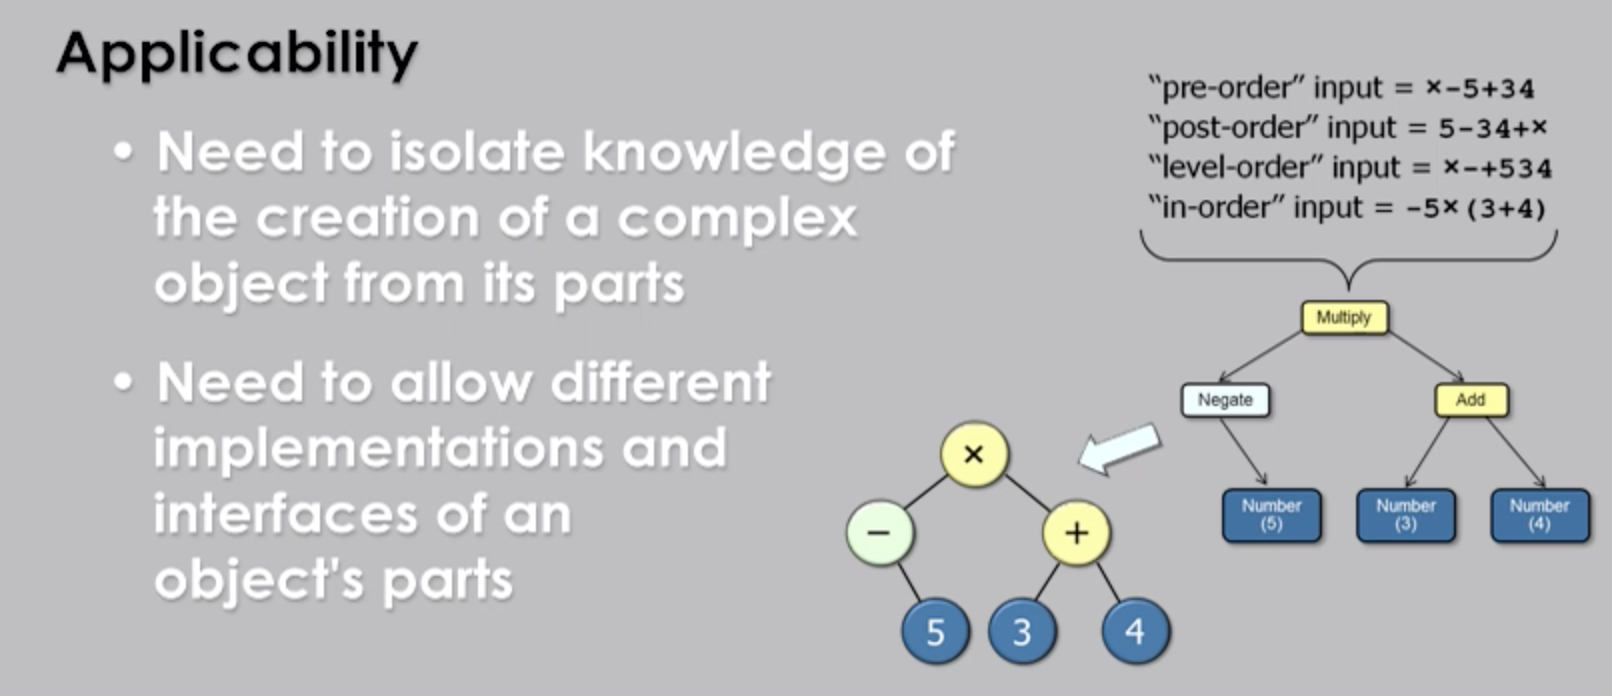 Applicability
• Need to isolate knowledge of
the creation of a complex
object from its parts
• Need to allow different
implementations and
interfaces of an
object's parts
“pre-order” input = ×-5+34
“post-order” input = 5-34+×
“level-order” input = ×-+534
“in-order” input = -5×(3+4)
Multiply
Negate
Add
Number
(5)
Number
(3)
Number
(4)
×
−
+
5
3
4